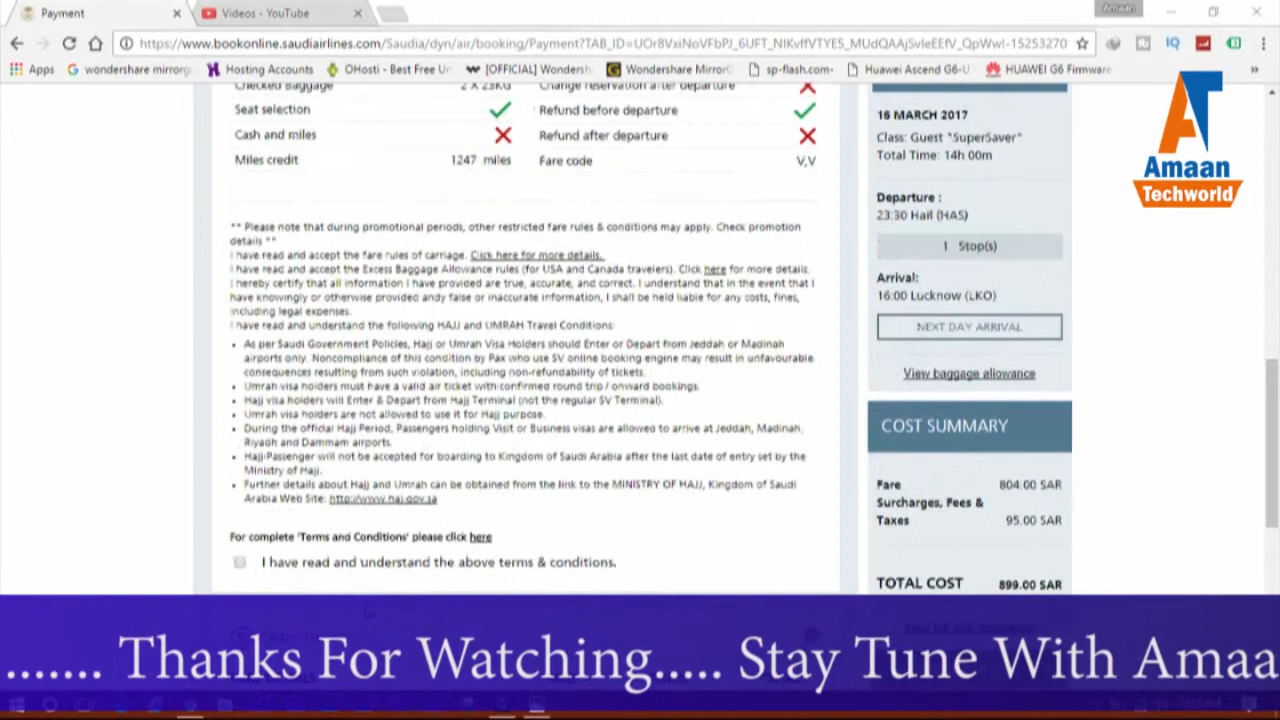 Payment
Videos - YouTube
Amaan
https://www.bookonline.saudiairlines.com/Saudia/dyn/air/booking/Payment?TAB_ID=
Apps
wondershare mirrorg
Hosting Accounts
OHosti - Best Free Ur
[OFFICIAL] Wondersh
Wondershare MirrorG
sp-flash.com-
Huawei Ascend G6-U
HUAWEI G6 Firmware
Checked Baggage 2 X 23KG
Change reservation after departure
Seat selection
Refund before departure
Cash and miles
Refund after departure
Miles credit 1247 miles
Fare code V,V
** Please note that during promotional periods, other restricted fare rules & conditions may apply. Check promotion
details **
I have read and accept the fare rules of carriage. Click here for more details.
I have read and accept the Excess Baggage Allowance rules (for USA and Canada travelers). Click here for more details.
I hereby certify that all information I have provided are true, accurate, and correct. I understand that in the event that I
have knowingly or otherwise provided andy false or inaccurate information, I shall be held liable for any costs, fines,
including legal expenses.
I have read and understand the following HAJJ and UMRAH Travel Conditions:
As per Saudi Government Policies, Hajj or Umrah Visa Holders should Enter or Depart from Jeddah or Madinah
airports only. Noncompliance of this condition by Pax who use SV online booking engine may result in unfavourable
consequences resulting from such violation, including non-refundability of tickets.
Umrah visa holders must have a valid air ticket with confirmed round trip / onward bookings.
Hajj visa holders will Enter & Depart from Hajj Terminal (not the regular SV Terminal).
Umrah visa holders are not allowed to use it for Hajj purpose.
During the official Hajj Period, Passengers holding Visit or Business visas are allowed to arrive at Jeddah, Madinah,
Riyadh and Dammam airports.
Hajj Passenger will not be accepted for boarding to Kingdom of Saudi Arabia after the last date of entry set by the
Ministry of Hajj.
Further details about Hajj and Umrah can be obtained from the link to the MINISTRY OF HAJJ, Kingdom of Saudi
Arabia Web Site: http://www.haj.gov.sa
For complete 'Terms and Conditions' please click here
I have read and understand the above terms & conditions.
16 MARCH 2017
Class: Guest "SuperSaver"
Total Time: 14h 00m
Departure :
23:30 Hail (HAS)
1 Stop(s)
Arrival:
16:00 Lucknow (LKO)
NEXT DAY ARRIVAL
View baggage allowance
COST SUMMARY
Fare 804.00 SAR
Surcharges, Fees &
Taxes 95.00 SAR
TOTAL COST 899.00 SAR
AT
Amaan
Techworld
....... Thanks For Watching..... Stay Tune With Amaa